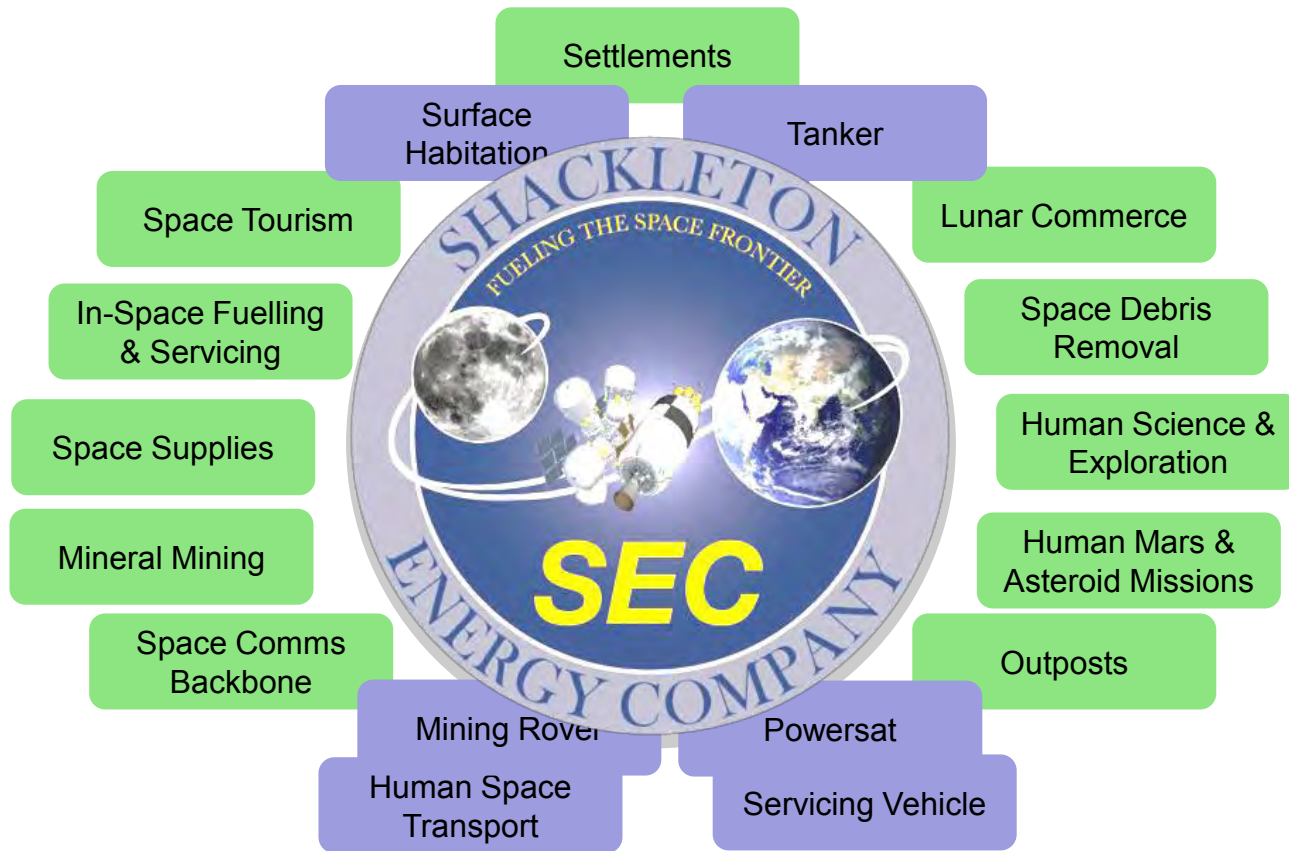 Settlements
Surface
Habitation
Tanker
Space Tourism
Lunar Commerce
In-Space Fuelling
& Servicing
Space Debris
Removal
Space Supplies
Human Science &
Exploration
Mineral Mining
Human Mars &
Asteroid Missions
Space Comms
Backbone
Outposts
Mining Rover
Powersat
Human Space
Transport
Servicing Vehicle
SHACKLETON
FUELING THE SPACE FRONTIER
SEC
ENERGY COMPANY